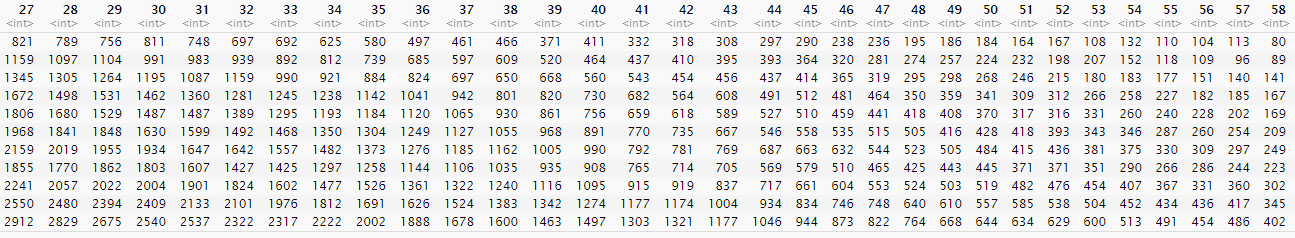 27 28 29 30 31 32 33 34 35 36 37 38 39 40 41 42 43 44 45 46 47 48 49 50 51 52 53 54 55 56 57 58
<int> <int> <int> <int> <int> <int> <int> <int> <int> <int> <int> <int> <int> <int> <int> <int> <int> <int> <int> <int> <int> <int> <int> <int> <int> <int> <int> <int> <int> <int> <int> <int>
821 789 756 811 748 697 692 625 580 497 461 466 371 411 332 318 308 297 290 238 236 195 186 184 164 167 108 132 110 104 113 80
1159 1097 1104 991 983 939 892 812 739 685 597 609 520 464 437 410 395 393 364 320 281 274 257 224 232 198 207 152 118 109 96 89
1345 1305 1264 1195 1087 1159 990 921 884 824 697 650 668 560 543 454 456 437 414 365 319 295 298 268 246 215 180 183 177 151 140 141
1672 1498 1531 1462 1360 1281 1245 1238 1142 1041 942 801 820 730 682 564 608 491 512 481 464 350 359 341 309 312 266 258 227 182 185 167
1806 1680 1529 1487 1487 1389 1295 1193 1184 1120 1065 930 861 756 659 618 589 527 510 459 441 418 408 370 317 316 331 260 240 228 202 169
1968 1841 1848 1630 1599 1492 1468 1350 1304 1249 1127 1055 968 891 770 735 667 546 558 535 515 505 416 428 418 393 343 346 287 260 254 209
2159 2019 1955 1934 1647 1642 1557 1482 1373 1276 1185 1162 1005 990 792 781 769 687 663 632 544 523 505 484 415 436 381 375 330 309 297 249
1855 1770 1862 1803 1607 1427 1425 1297 1258 1144 1106 1035 935 908 765 714 705 569 579 510 465 425 443 445 371 371 351 290 266 286 244 223
2241 2057 2022 2004 1901 1824 1602 1477 1526 1361 1322 1240 1116 1095 915 919 837 717 661 604 553 524 503 519 482 476 454 407 367 331 360 302
2550 2480 2394 2409 2133 2101 1976 1812 1691 1626 1524 1383 1342 1274 1177 1174 1004 934 834 746 748 640 610 557 585 538 504 452 434 436 417 345
2912 2829 2675 2540 2537 2322 2317 2222 2002 1888 1678 1600 1463 1497 1303 1321 1177 1046 944 873 822 764 668 644 634 629 600 513 491 454 486 402